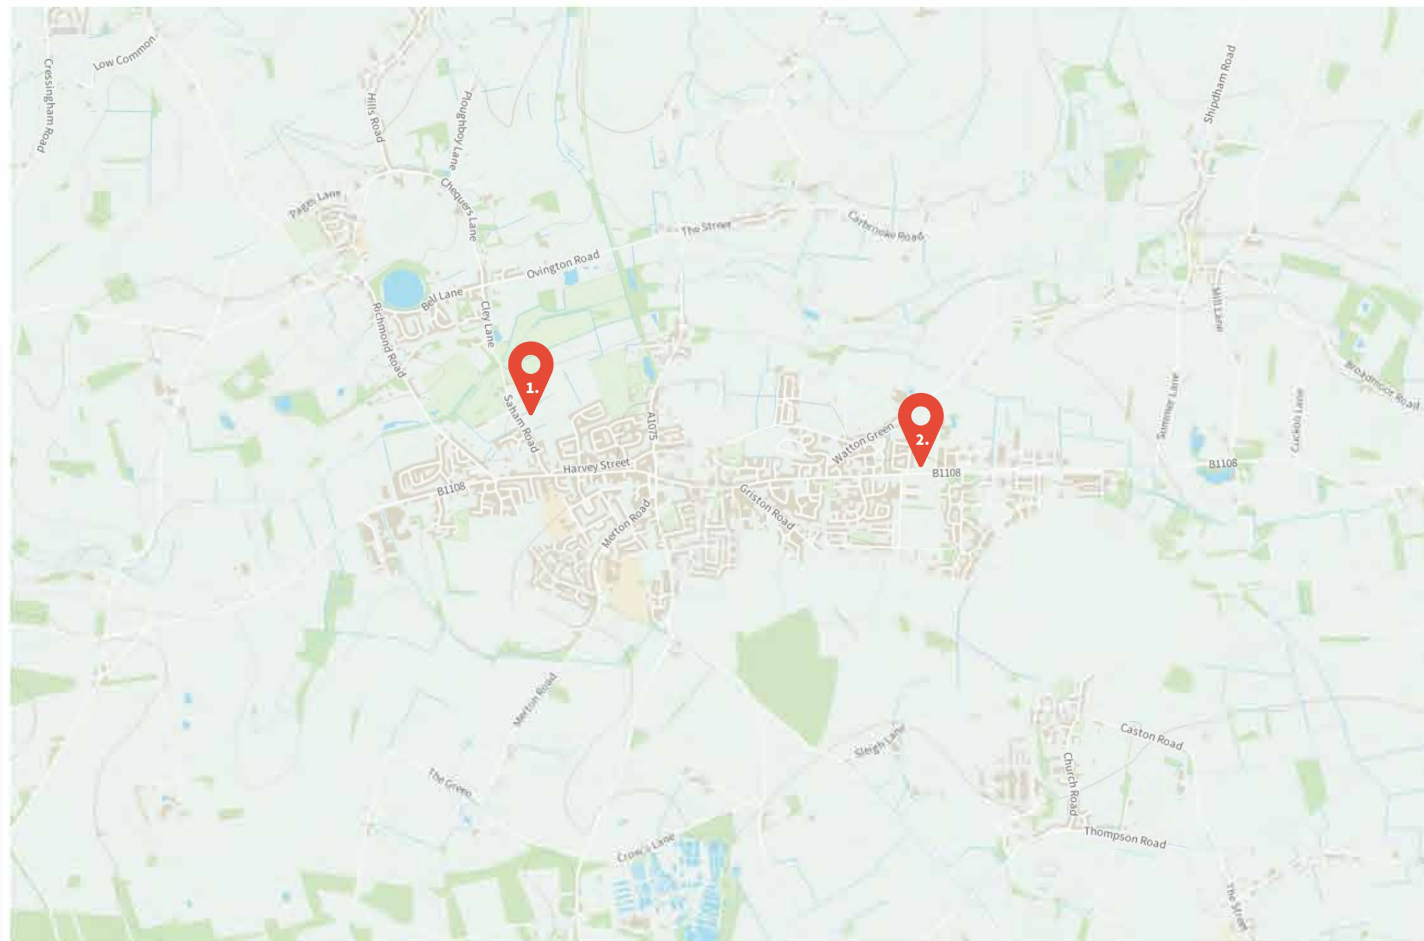 Low Common
Cressingham Road
Hills Road
Ploughboy Lane
Shipdham Road
Pages Lane
Chequers Lane
The Street
Carbrooke Road
Ovington Road
Bell Lane
Cley Lane
Richmond Road
Mill Lane
1.
Saham Road
A1075
Broadmoor Road
Summer Lane
Cuckoo Lane
Watton Green
2.
Harvey Street
B1108
B1108
B1108
Griston Road
Merton Road
Merton Road
Sleigh Lane
Caston Road
The Green
Church Road
Thompson Road
Crow's Lane
The Street